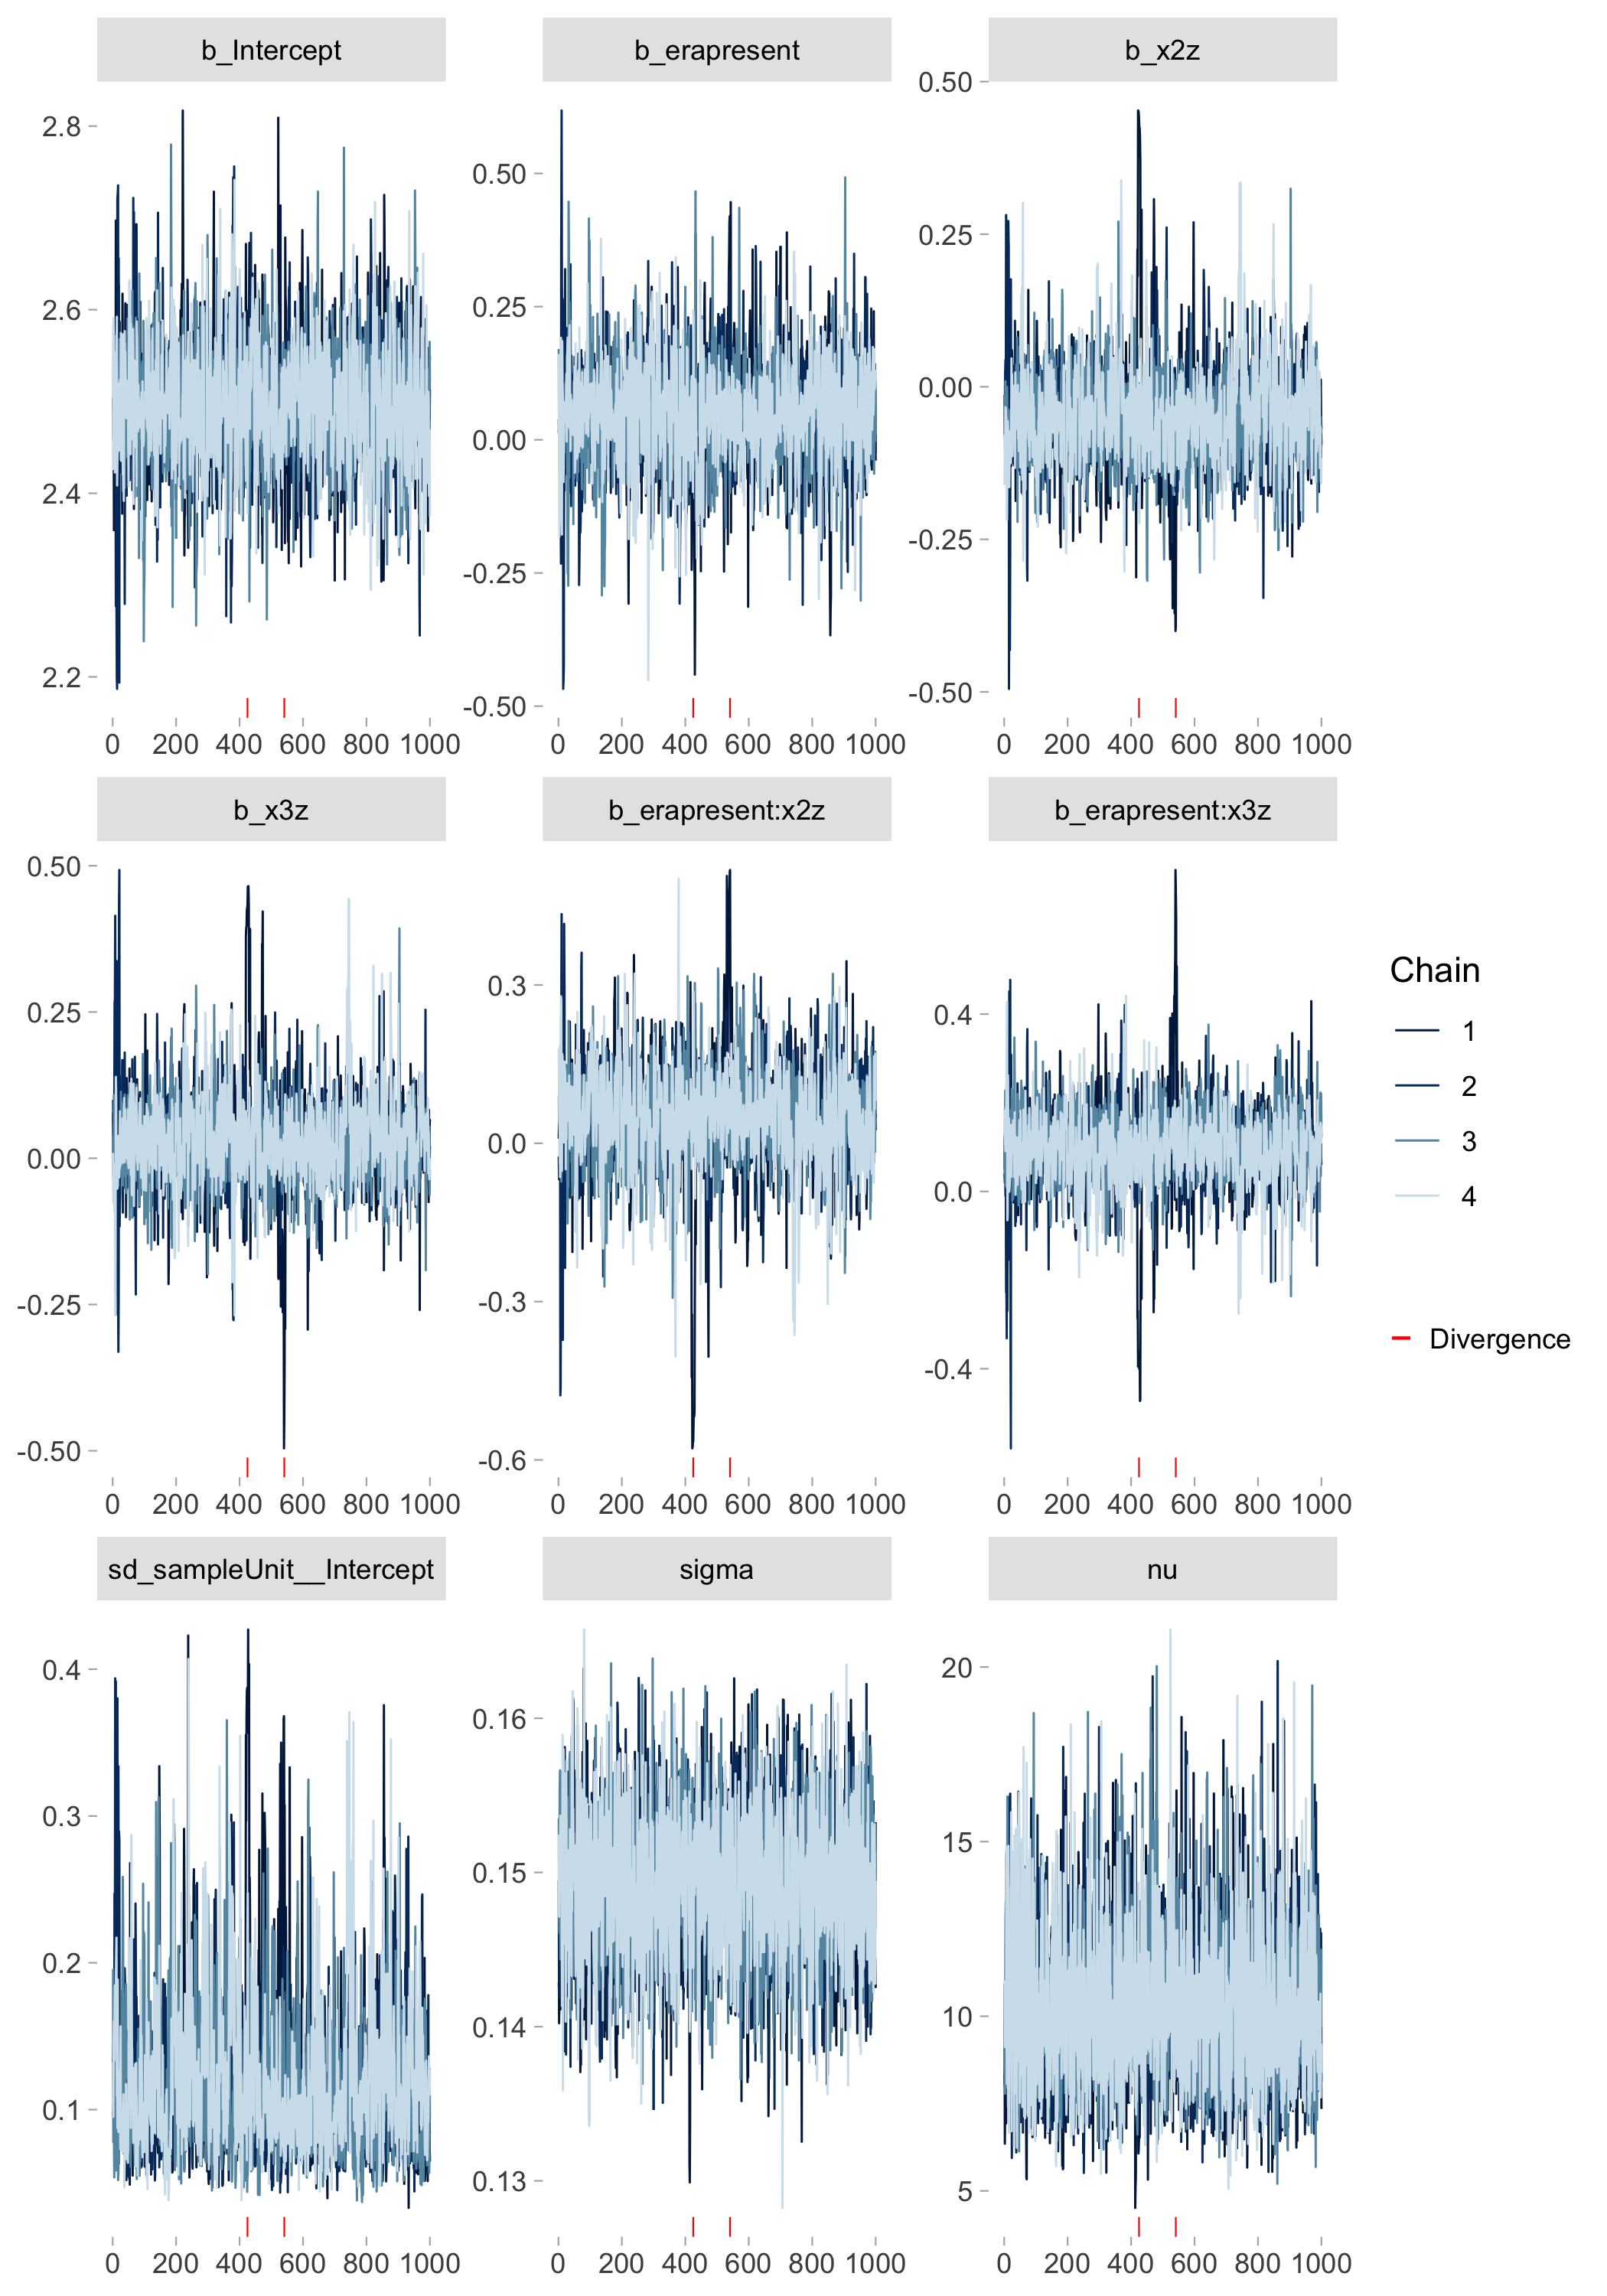 b_Intercept
b_erapresent
b_x2z
2.8
2.6
2.4
2.2
0.50
0.25
0.00
-0.25
-0.50
0.50
0.25
0.00
-0.25
-0.50
0 200 400 600 800 1000
0 200 400 600 800 1000
0 200 400 600 800 1000
b_x3z
b_erapresent:x2z
b_erapresent:x3z
0.50
0.25
0.00
-0.25
-0.50
0.3
0.0
-0.3
-0.6
0.4
0.0
-0.4
0 200 400 600 800 1000
0 200 400 600 800 1000
0 200 400 600 800 1000
Chain
1
2
3
4
Divergence
sd_sampleUnit__Intercept
sigma
nu
0.4
0.3
0.2
0.1
0.16
0.15
0.14
0.13
20
15
10
5
0 200 400 600 800 1000
0 200 400 600 800 1000
0 200 400 600 800 1000